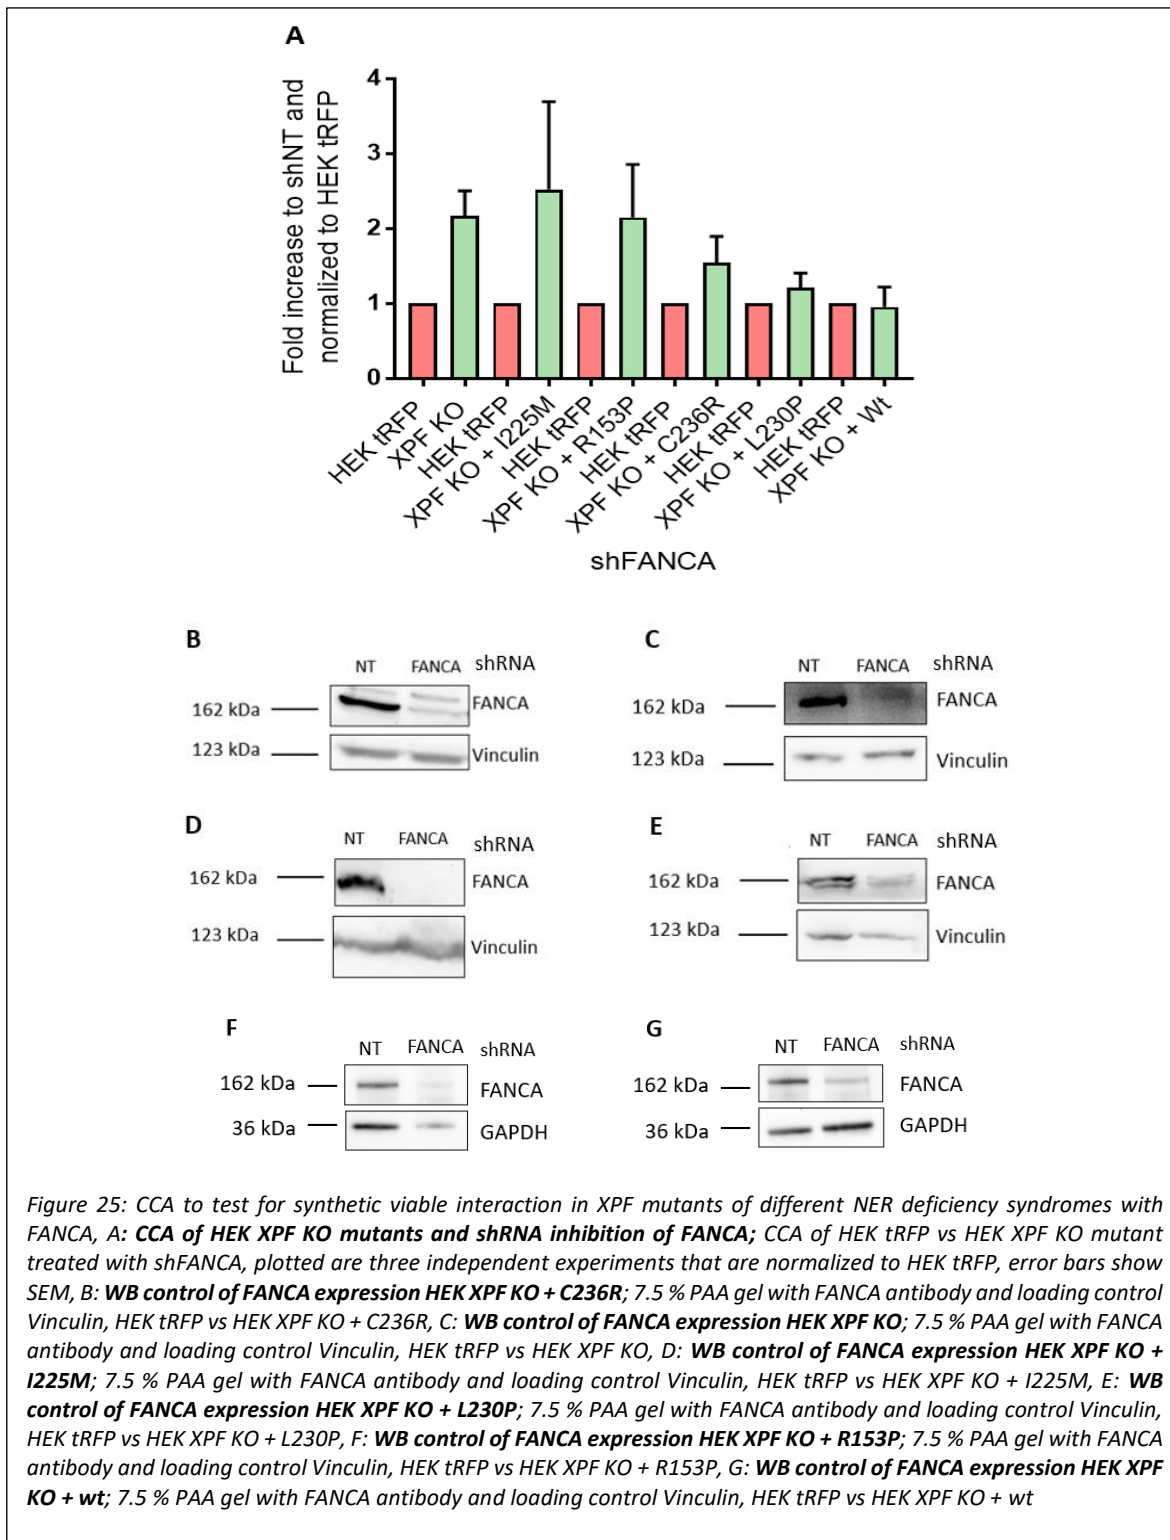 A
Fold increase to shNT and
normalized to HEK tRFP
4
3
2
1
0
HEK tRFP
XPF KO
HEK tRFP
XPF KO + I225M
HEK tRFP
XPF KO + R153P
HEK tRFP
XPF KO + C236R
HEK tRFP
XPF KO + L230P
HEK tRFP
XPF KO + Wt
shFANCA
B
NT FANCA shRNA
162 kDa FANCA
123 kDa Vinculin
C
NT FANCA shRNA
162 kDa FANCA
123 kDa Vinculin
D
NT FANCA shRNA
162 kDa FANCA
123 kDa Vinculin
E
NT FANCA shRNA
162 kDa FANCA
123 kDa Vinculin
F
NT FANCA shRNA
162 kDa FANCA
36 kDa GAPDH
G
NT FANCA shRNA
162 kDa FANCA
36 kDa GAPDH
Figure 25: CCA to test for synthetic viable interaction in XPF mutants of different NER deficiency syndromes with
FANCA, A: CCA of HEK XPF KO mutants and shRNA inhibition of FANCA; CCA of HEK tRFP vs HEK XPF KO mutant
treated with shFANCA, plotted are three independent experiments that are normalized to HEK tRFP, error bars show
SEM, B: WB control of FANCA expression HEK XPF KO + C236R; 7.5 % PAA gel with FANCA antibody and loading control
Vinculin, HEK tRFP vs HEK XPF KO + C236R, C: WB control of FANCA expression HEK XPF KO; 7.5 % PAA gel with FANCA
antibody and loading control Vinculin, HEK tRFP vs HEK XPF KO, D: WB control of FANCA expression HEK XPF KO +
I225M; 7.5 % PAA gel with FANCA antibody and loading control Vinculin, HEK tRFP vs HEK XPF KO + I225M, E: WB
control of FANCA expression HEK XPF KO + L230P; 7.5 % PAA gel with FANCA antibody and loading control Vinculin,
HEK tRFP vs HEK XPF KO + L230P, F: WB control of FANCA expression HEK XPF KO + R153P; 7.5 % PAA gel with FANCA
antibody and loading control Vinculin, HEK tRFP vs HEK XPF KO + R153P, G: WB control of FANCA expression HEK XPF
KO + wt; 7.5 % PAA gel with FANCA antibody and loading control Vinculin, HEK tRFP vs HEK XPF KO + wt